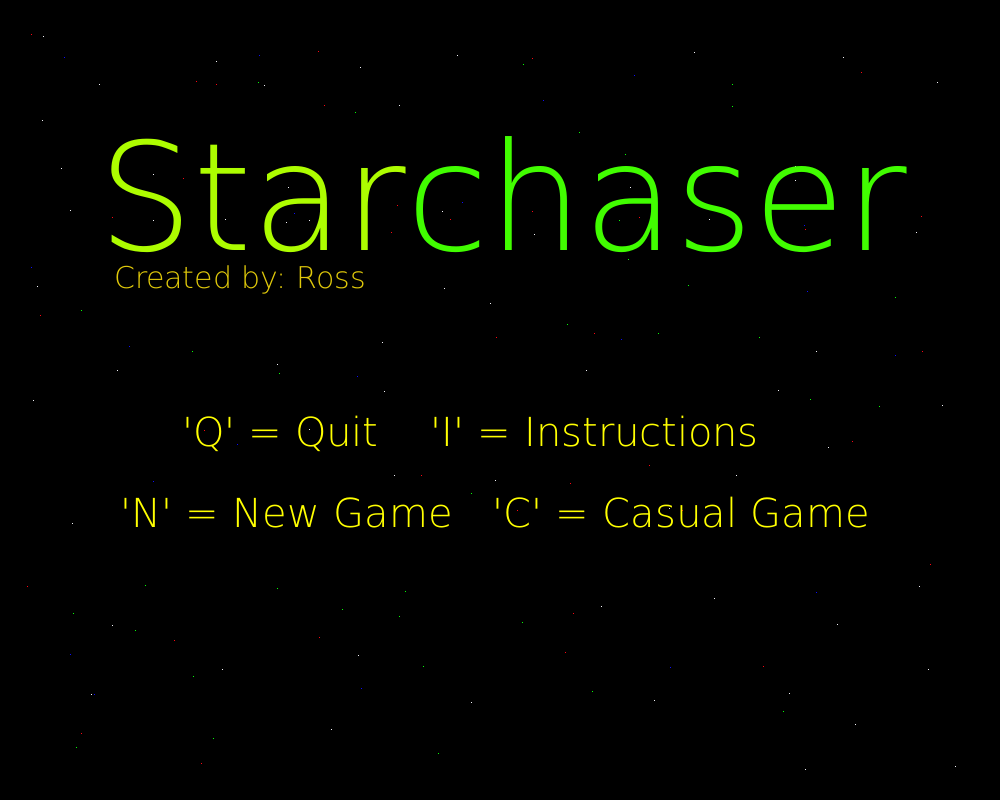 Starchaser
Created by: Ross
'Q' = Quit 'I' = Instructions
'N' = New Game 'C' = Casual Game